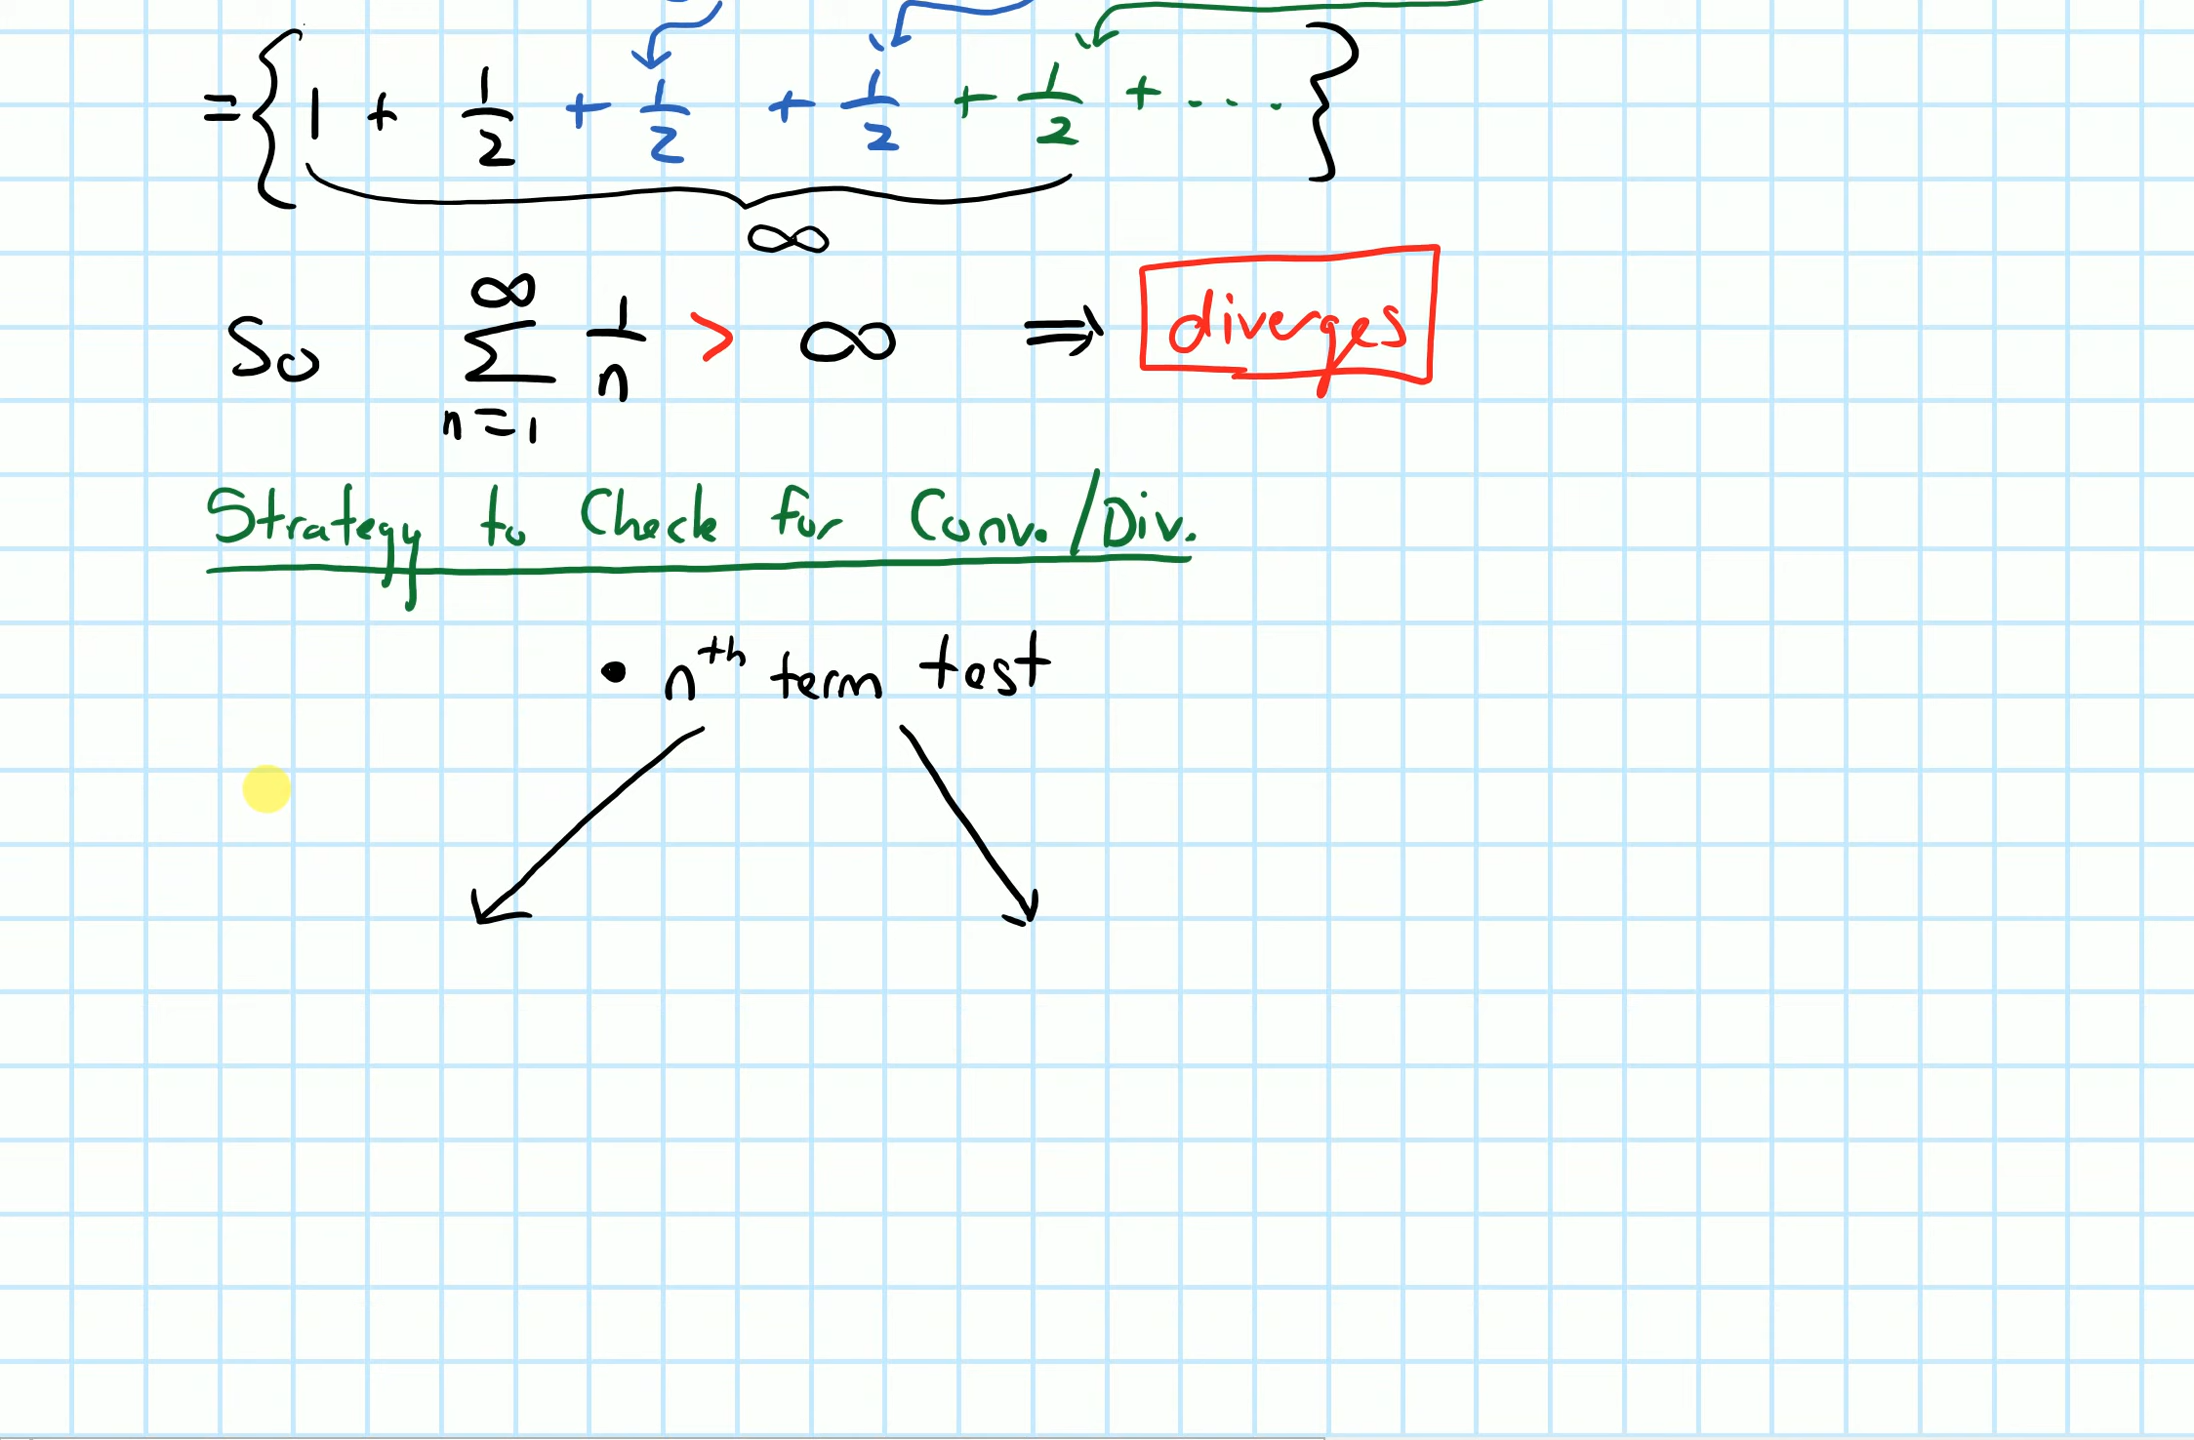 = { 1 + 1/2 + 1/2 + 1/2 + 1/2 + .... }
∞
So ∞ ∑ n=1 1/n > ∞ ⇒ diverges
Strategy to Check for Conv./Div.
• nᵗʰ term test